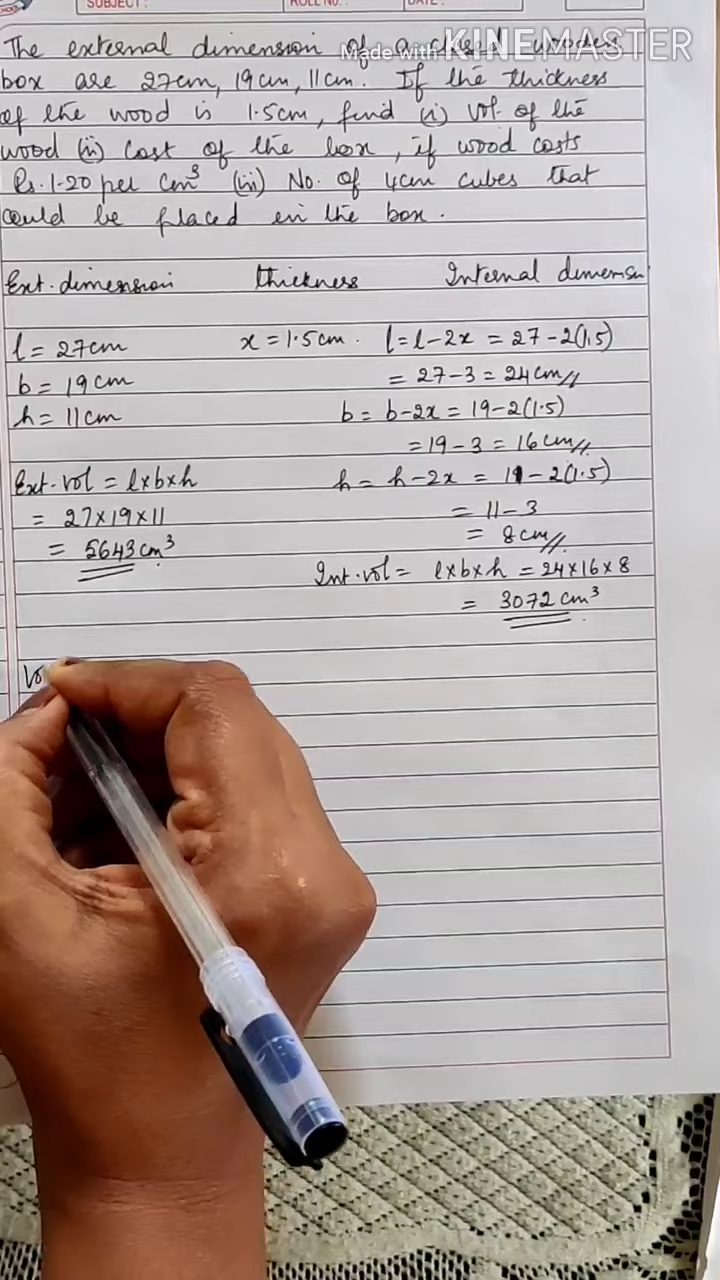 SUBJECT : ROLL NO. : DATE :
Made with KINEMASTER
The external dimension of a wooden
box are 27cm, 19cm, 11cm. If the thickness
of the wood is 1.5cm, find (i) Vol. of the
wood (ii) Cost of the box, if wood costs
Rs. 1.20 per cm³ (iii) No. of 4cm cubes that
could be placed in the box.
Ext. dimension thickness Internal dimensi
l = 27cm x = 1.5cm. l = l-2x = 27-2(1.5)
b = 19cm = 27-3 = 24cm//
h = 11cm b = b-2x = 19-2(1.5)
= 19-3 = 16cm//
Ext. vol = l×b×h h = h-2x = 11-2(1.5)
= 27×19×11 = 11-3
= 5643cm³ = 8cm//
Int. vol = l×b×h = 24×16×8
= 3072cm³
Vo